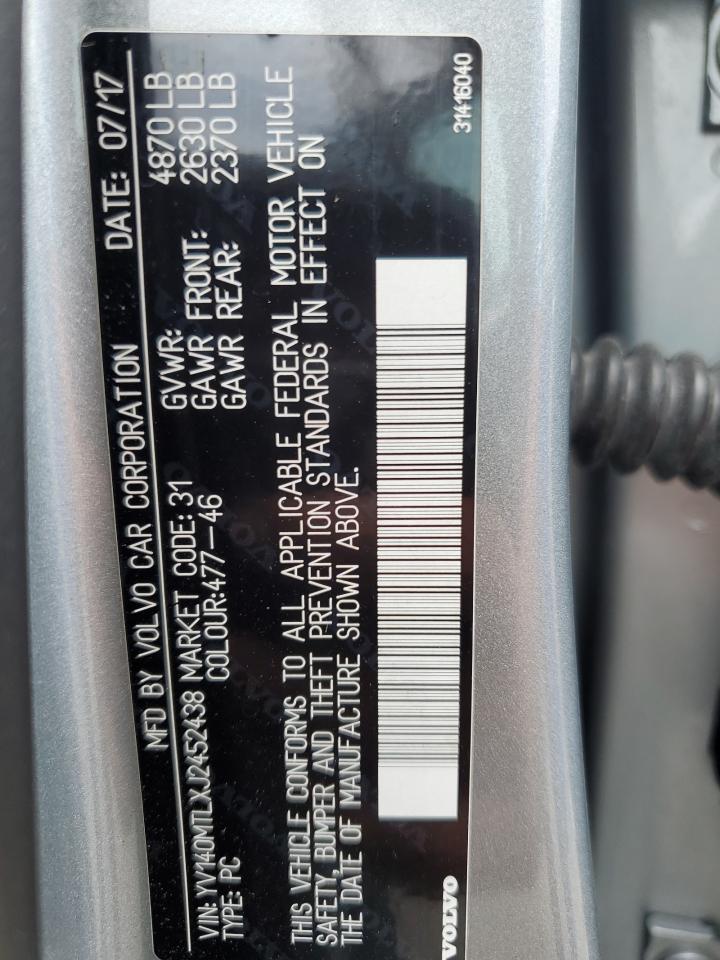 MFD BY VOLVO CAR CORPORATION DATE: 07/17
VIN: YV140MTLXJ2452438 MARKET CODE: 31 GVWR: 4870 LB
TYPE: PC COLOUR:477-46 GAWR FRONT: 2630 LB
GAWR REAR: 2370 LB
THIS VEHICLE CONFORMS TO ALL APPLICABLE FEDERAL MOTOR VEHICLE
SAFETY, BUMPER AND THEFT PREVENTION STANDARDS IN EFFECT ON
THE DATE OF MANUFACTURE SHOWN ABOVE.
VOLVO 31416040